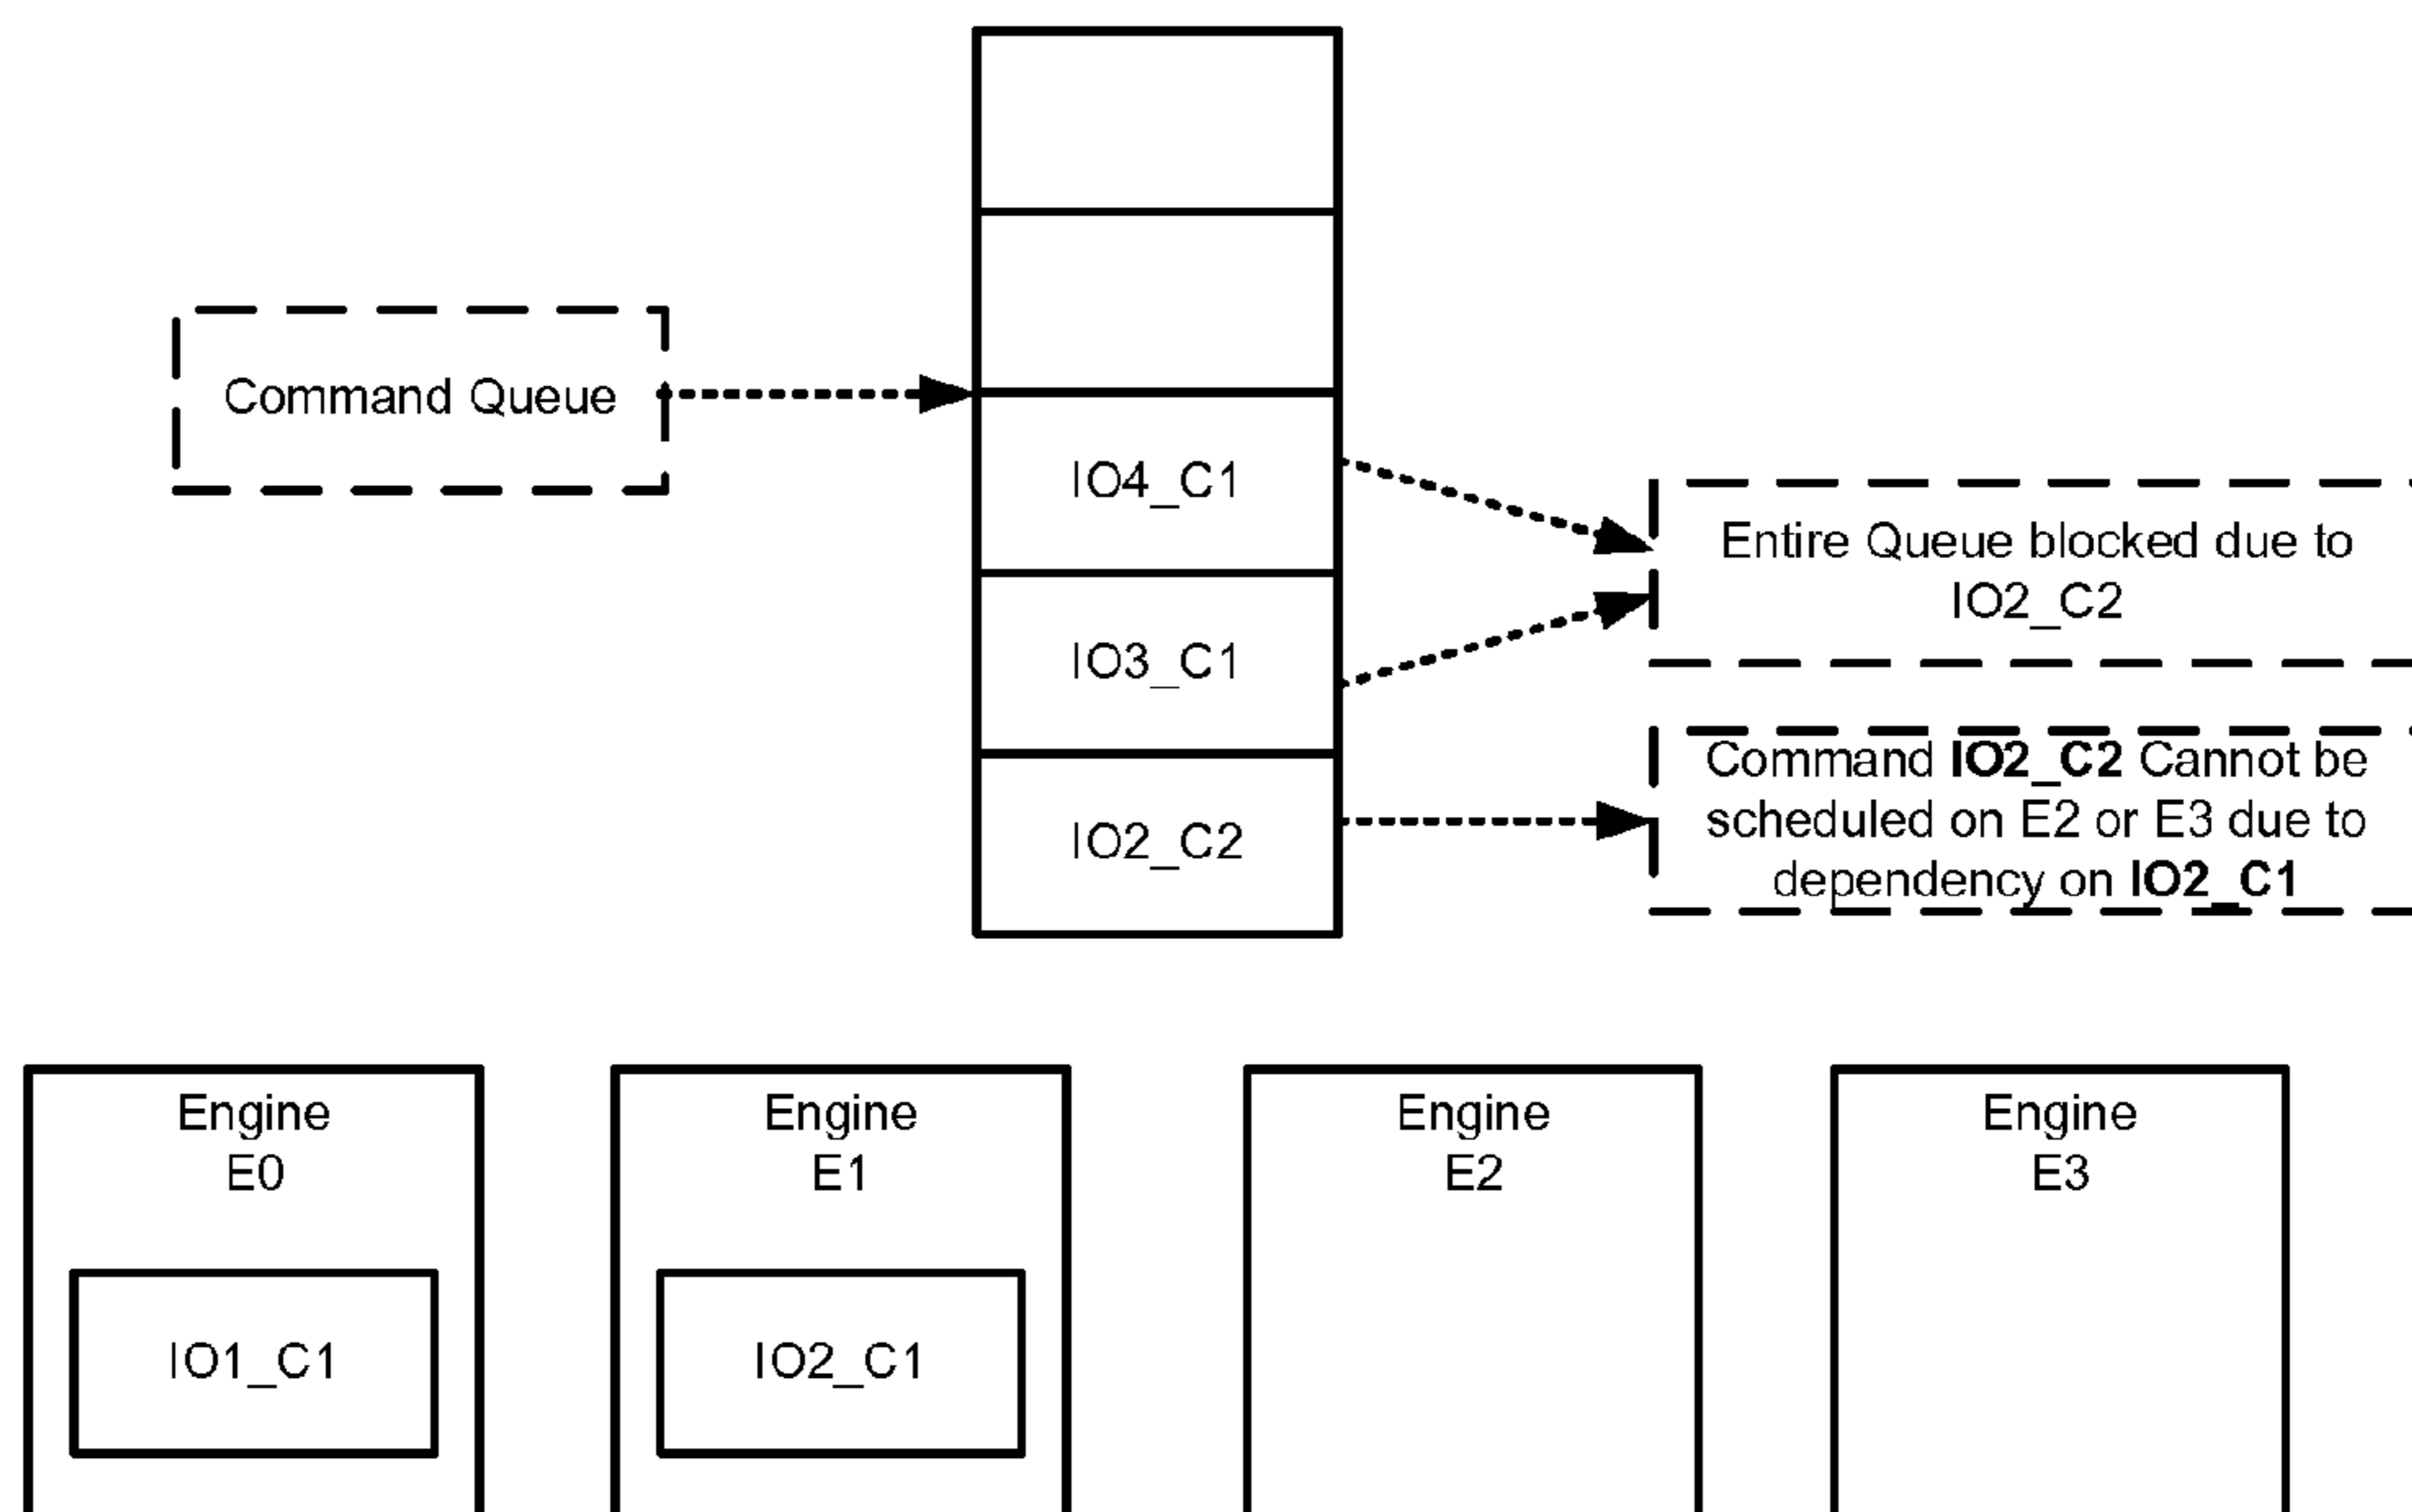 Command Queue
IO4_C1
Entire Queue blocked due to
IO2_C2
IO3_C1
Command IO2_C2 Cannot be
scheduled on E2 or E3 due to
dependency on IO2_C1
IO2_C2
Engine
E0
Engine
E1
Engine
E2
Engine
E3
IO1_C1
IO2_C1